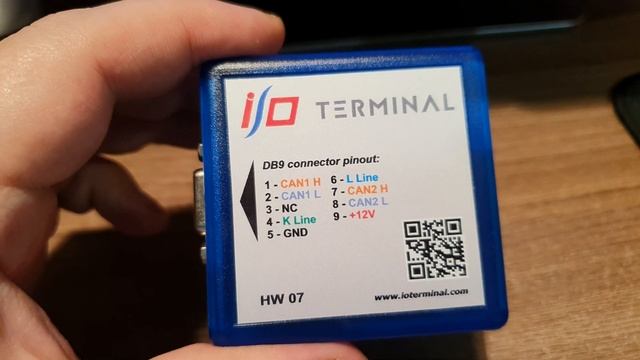 i/o TERMINAL
DB9 connector pinout:
1 - CAN1 H
2 - CAN1 L
3 - NC
4 - K Line
5 - GND
6 - L Line
7 - CAN2 H
8 - CAN2 L
9 - +12V
HW 07
www.ioterminal.com